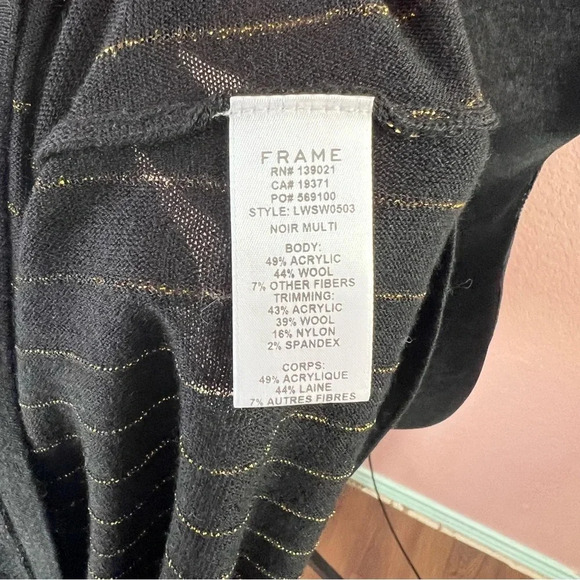 FRAME
RN# 139021
CA# 19371
PO# 569100
STYLE: LWSW0503
NOIR MULTI
BODY:
49% ACRYLIC
44% WOOL
7% OTHER FIBERS
TRIMMING:
43% ACRYLIC
39% WOOL
16% NYLON
2% SPANDEX
CORPS:
49% ACRYLIQUE
44% LAINE
7% AUTRES FIBRES